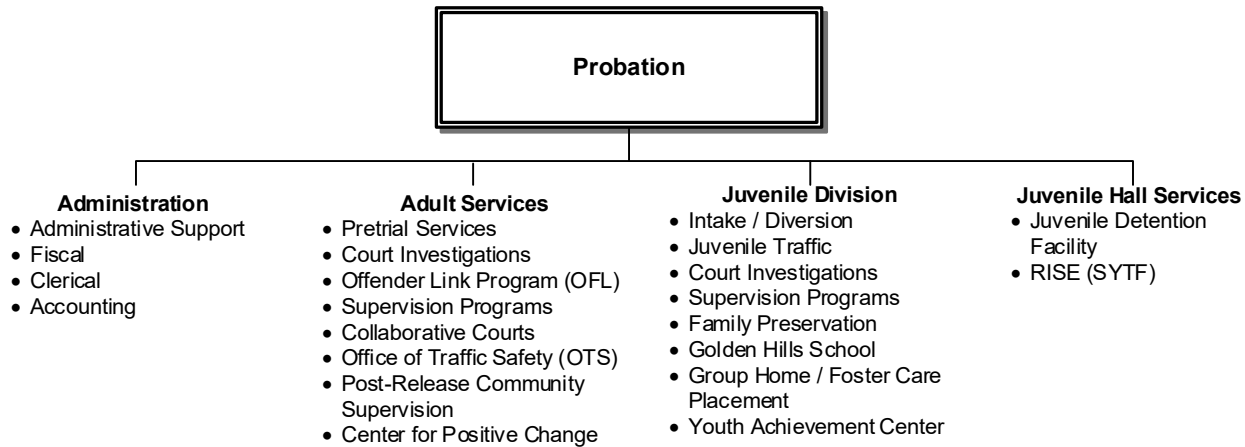 Probation
Administration
• Administrative Support
• Fiscal
• Clerical
• Accounting
Adult Services
• Pretrial Services
• Court Investigations
• Offender Link Program (OFL)
• Supervision Programs
• Collaborative Courts
• Office of Traffic Safety (OTS)
• Post-Release Community
Supervision
• Center for Positive Change
Juvenile Division
• Intake / Diversion
• Juvenile Traffic
• Court Investigations
• Supervision Programs
• Family Preservation
• Golden Hills School
• Group Home / Foster Care
Placement
• Youth Achievement Center
Juvenile Hall Services
• Juvenile Detention
Facility
• RISE (SYTF)